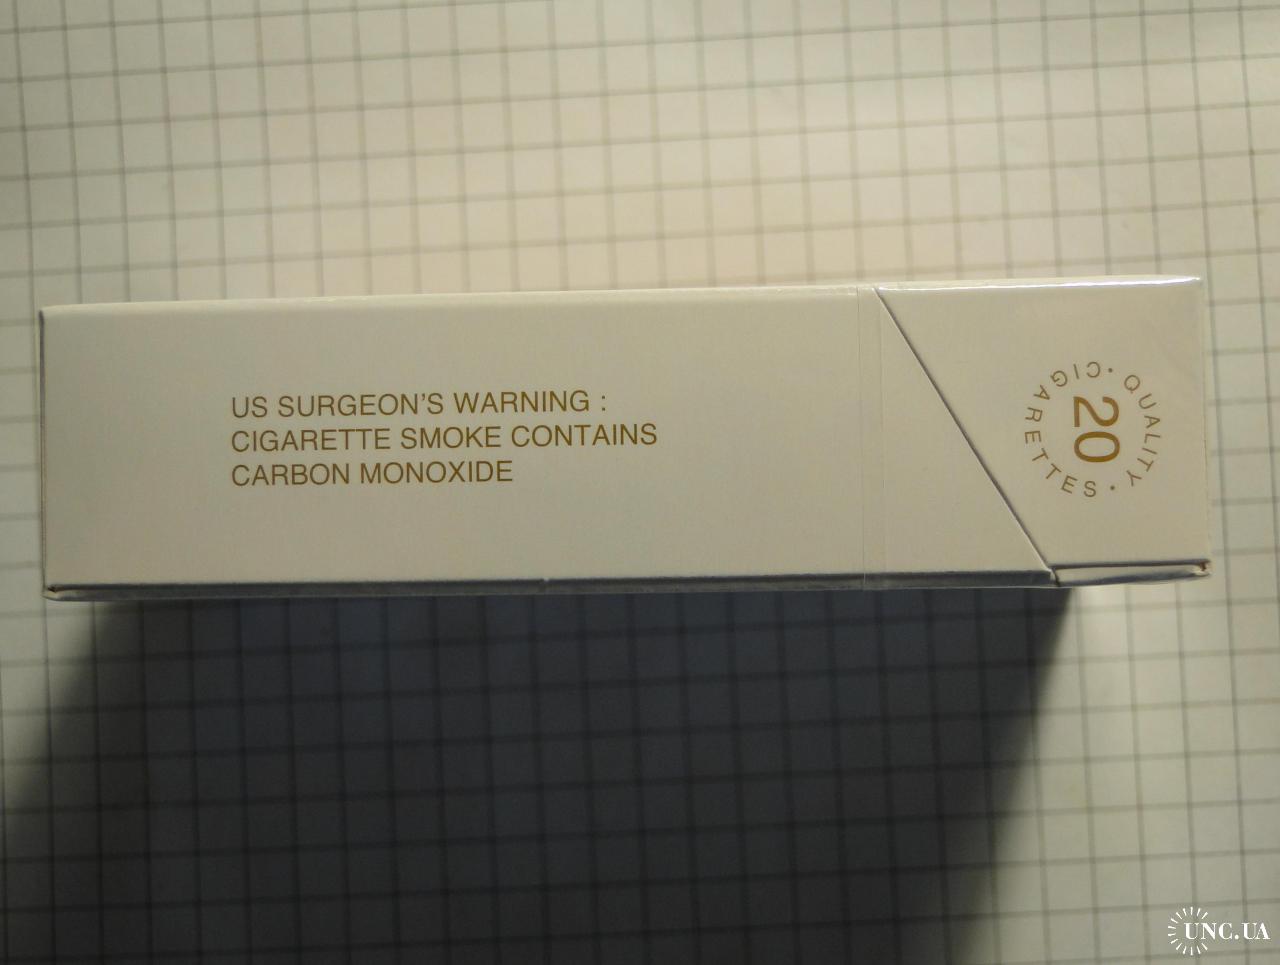 US SURGEON'S WARNING :
CIGARETTE SMOKE CONTAINS
CARBON MONOXIDE
· QUALITY · CIGARETTES
20
UNC.UA